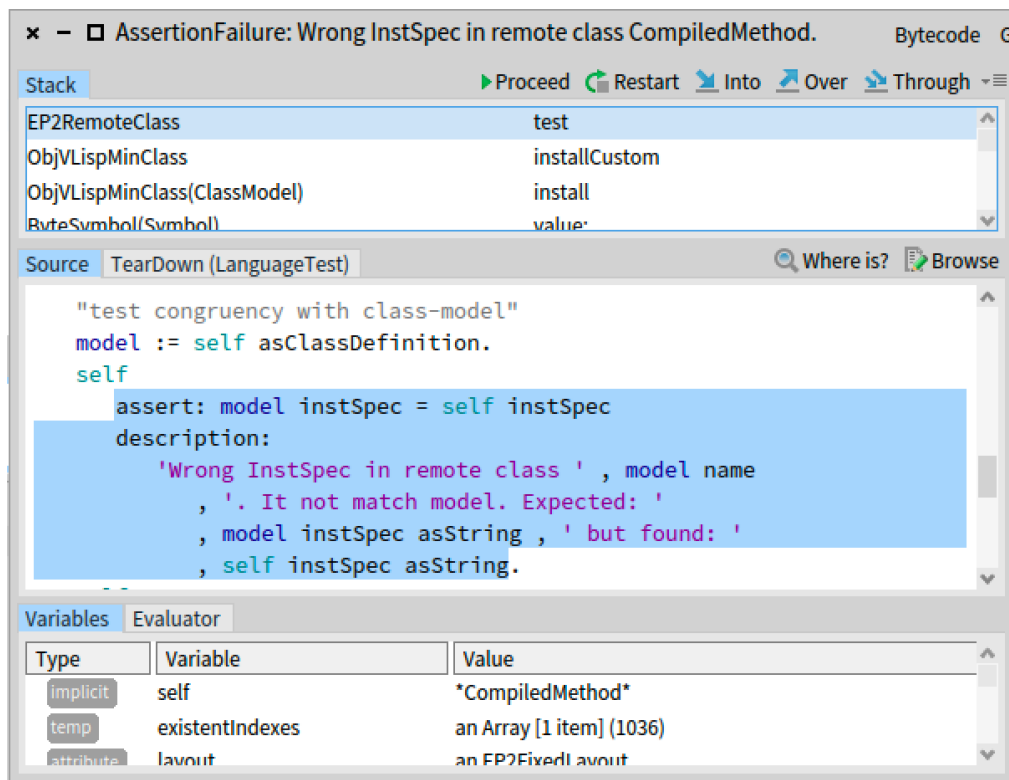 AssertionFailure: Wrong InstSpec in remote class CompiledMethod. Bytecode
Stack Proceed Restart Into Over Through
EP2RemoteClass test
ObjVLispMinClass installCustom
ObjVLispMinClass(ClassModel) install
ByteSymbol(Symbol) value:
Source TearDown (LanguageTest) Where is? Browse
"test congruency with class-model"
model := self asClassDefinition.
self
assert: model instSpec = self instSpec
description:
'Wrong InstSpec in remote class ' , model name
, '. It not match model. Expected: '
, model instSpec asString , ' but found: '
, self instSpec asString.
Variables Evaluator
Type Variable Value
implicit self *CompiledMethod*
temp existentIndexes an Array [1 item] (1036)
attribute layout an EP2FixedLayout